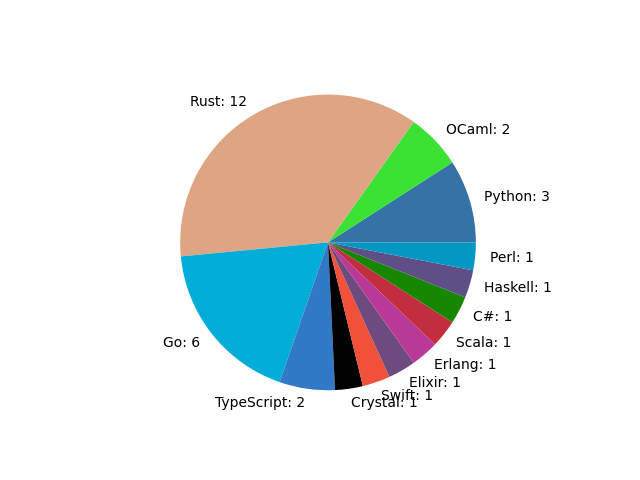 Rust: 12
OCaml: 2
Python: 3
Perl: 1
Haskell: 1
C#: 1
Scala: 1
Erlang: 1
Elixir: 1
Swift: 1
Crystal: 1
TypeScript: 2
Go: 6